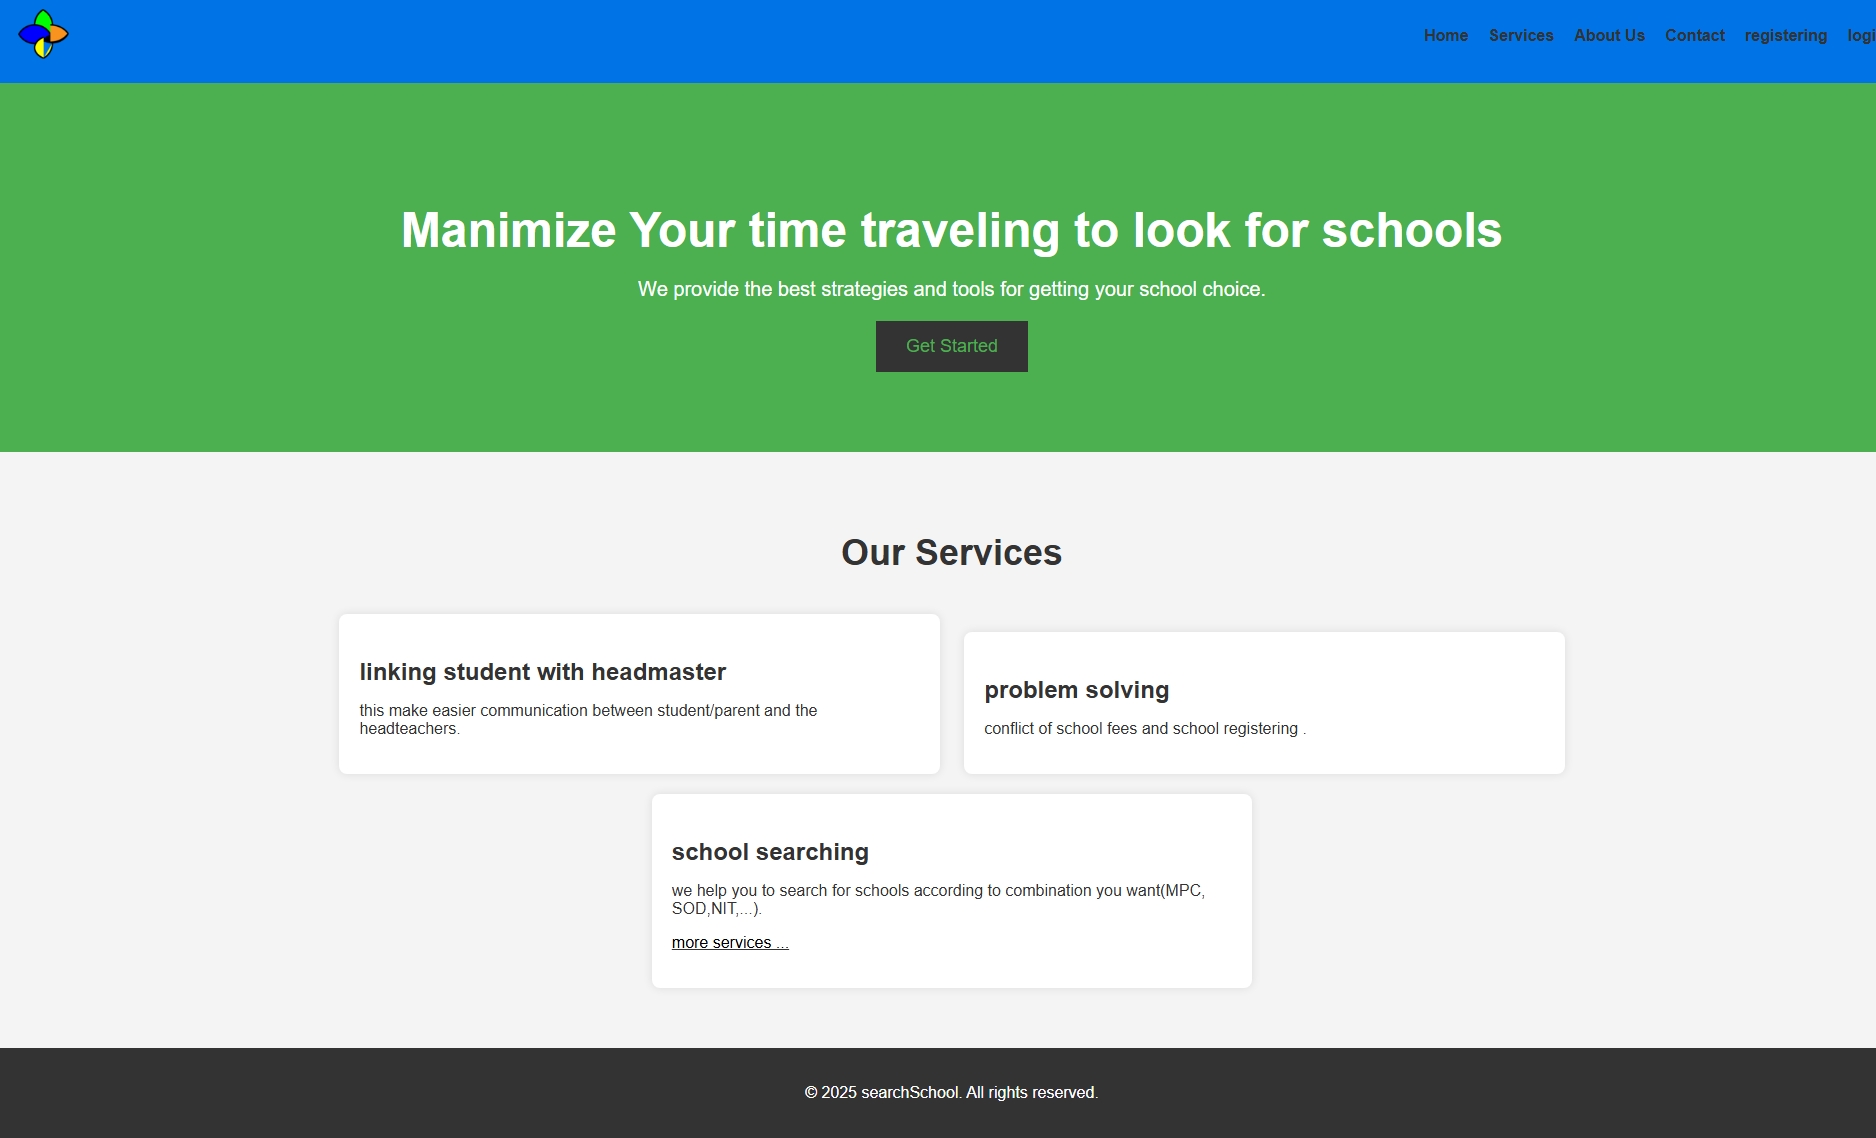 Home Services About Us Contact registering logi
Manimize Your time traveling to look for schools
We provide the best strategies and tools for getting your school choice.
Get Started
Our Services
linking student with headmaster
this make easier communication between student/parent and the
headteachers.
problem solving
conflict of school fees and school registering .
school searching
we help you to search for schools according to combination you want(MPC,
SOD,NIT,...).
more services ...
© 2025 searchSchool. All rights reserved.